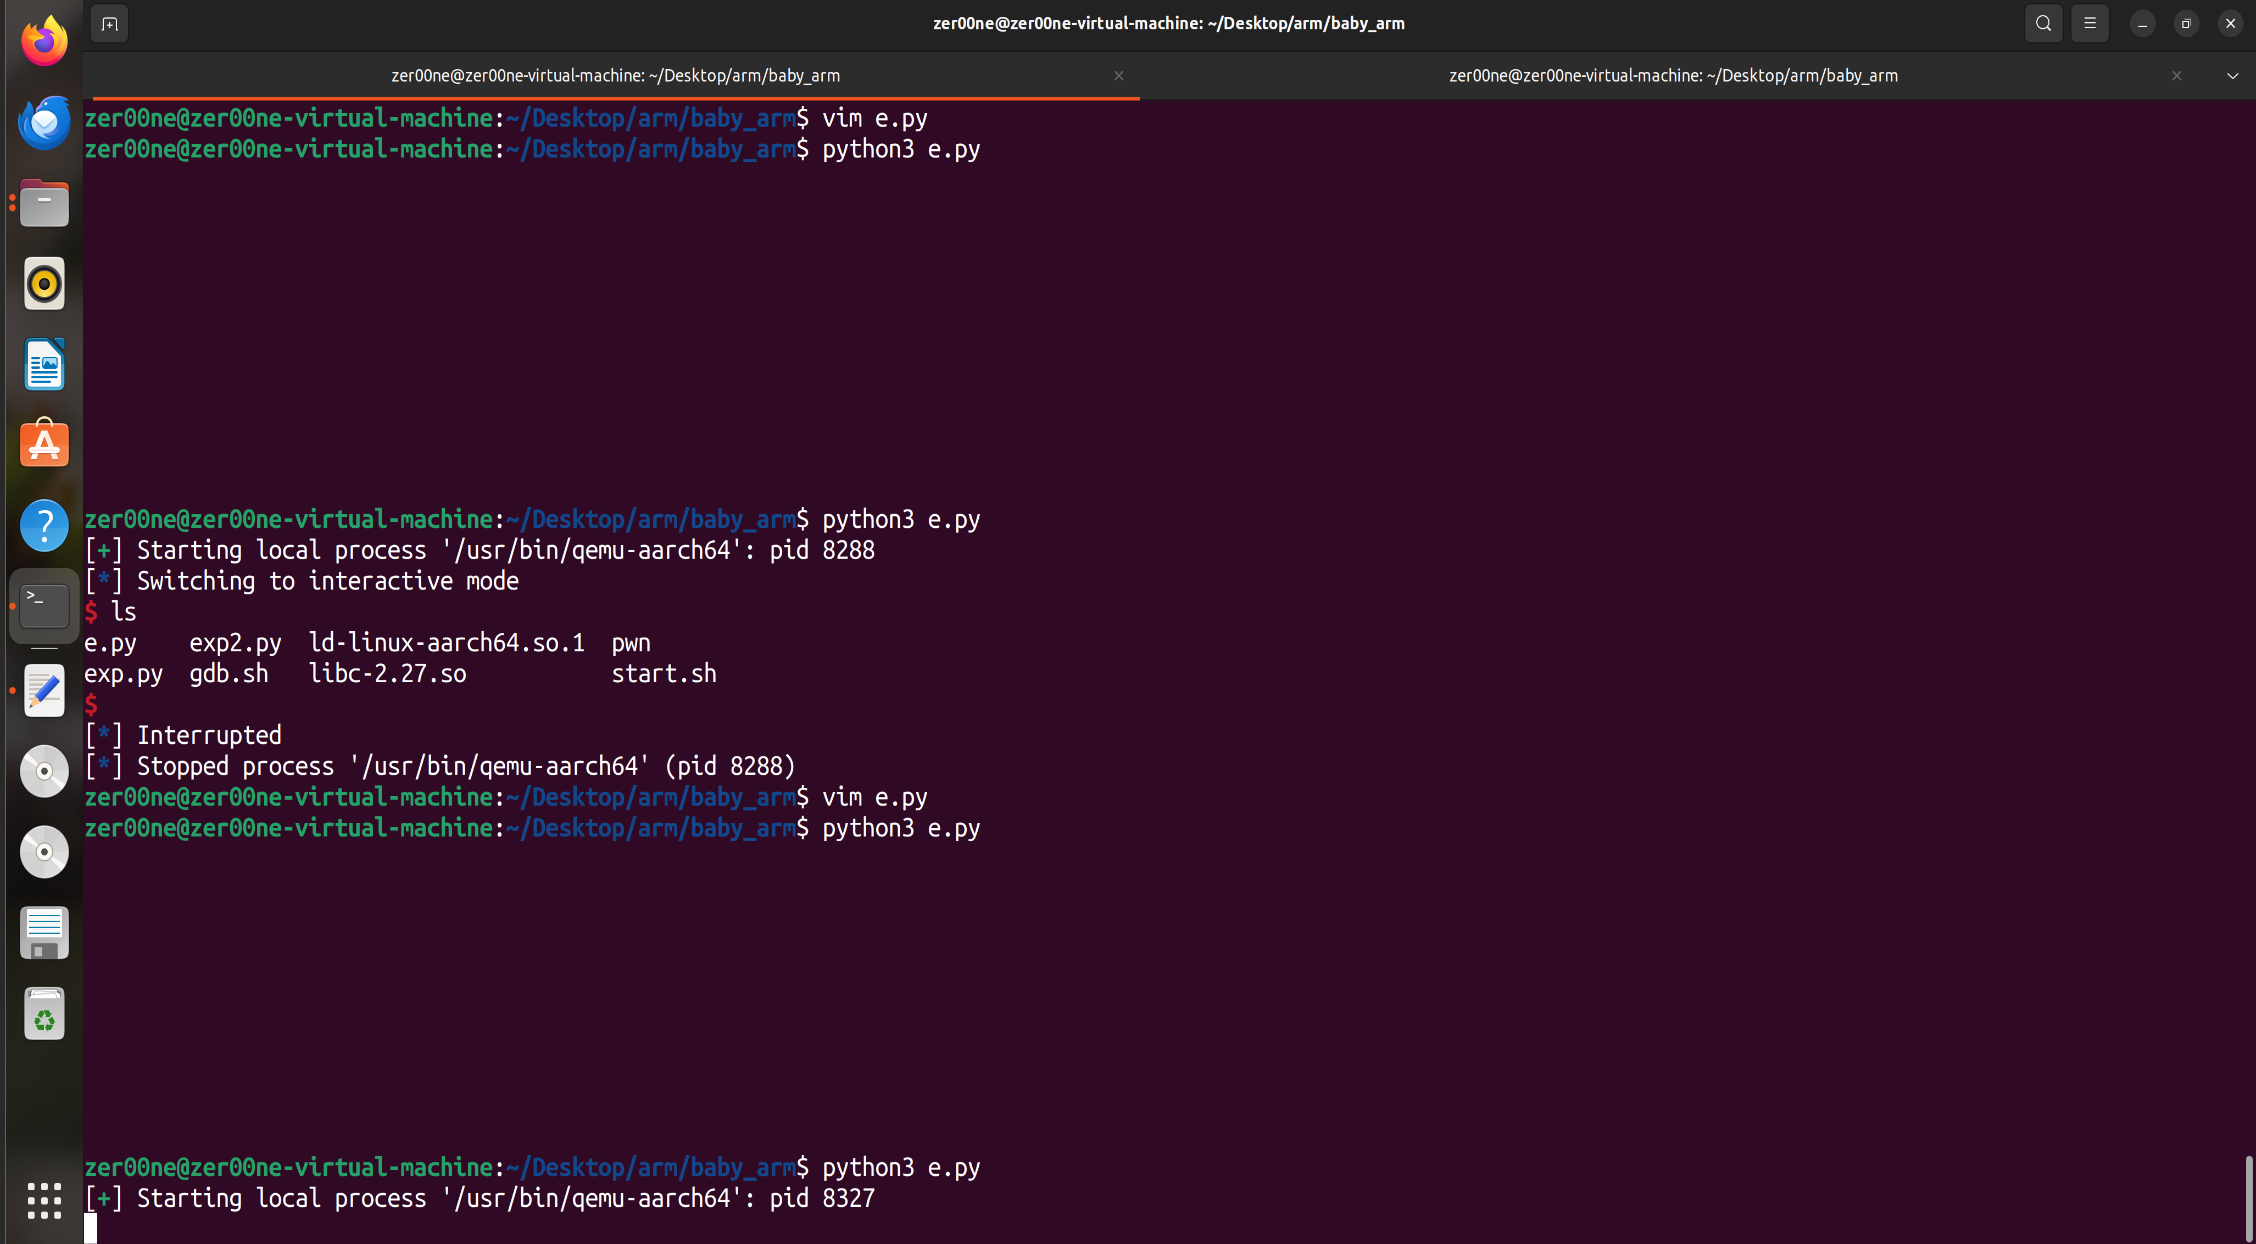 zer00ne@zer00ne-virtual-machine: ~/Desktop/arm/baby_arm
zer00ne@zer00ne-virtual-machine: ~/Desktop/arm/baby_arm
zer00ne@zer00ne-virtual-machine: ~/Desktop/arm/baby_arm
zer00ne@zer00ne-virtual-machine:~/Desktop/arm/baby_arm$ vim e.py
zer00ne@zer00ne-virtual-machine:~/Desktop/arm/baby_arm$ python3 e.py
zer00ne@zer00ne-virtual-machine:~/Desktop/arm/baby_arm$ python3 e.py
[+] Starting local process '/usr/bin/qemu-aarch64': pid 8288
[*] Switching to interactive mode
$ ls
e.py    exp2.py  ld-linux-aarch64.so.1  pwn
exp.py  gdb.sh   libc-2.27.so           start.sh
$
[*] Interrupted
[*] Stopped process '/usr/bin/qemu-aarch64' (pid 8288)
zer00ne@zer00ne-virtual-machine:~/Desktop/arm/baby_arm$ vim e.py
zer00ne@zer00ne-virtual-machine:~/Desktop/arm/baby_arm$ python3 e.py
zer00ne@zer00ne-virtual-machine:~/Desktop/arm/baby_arm$ python3 e.py
[+] Starting local process '/usr/bin/qemu-aarch64': pid 8327